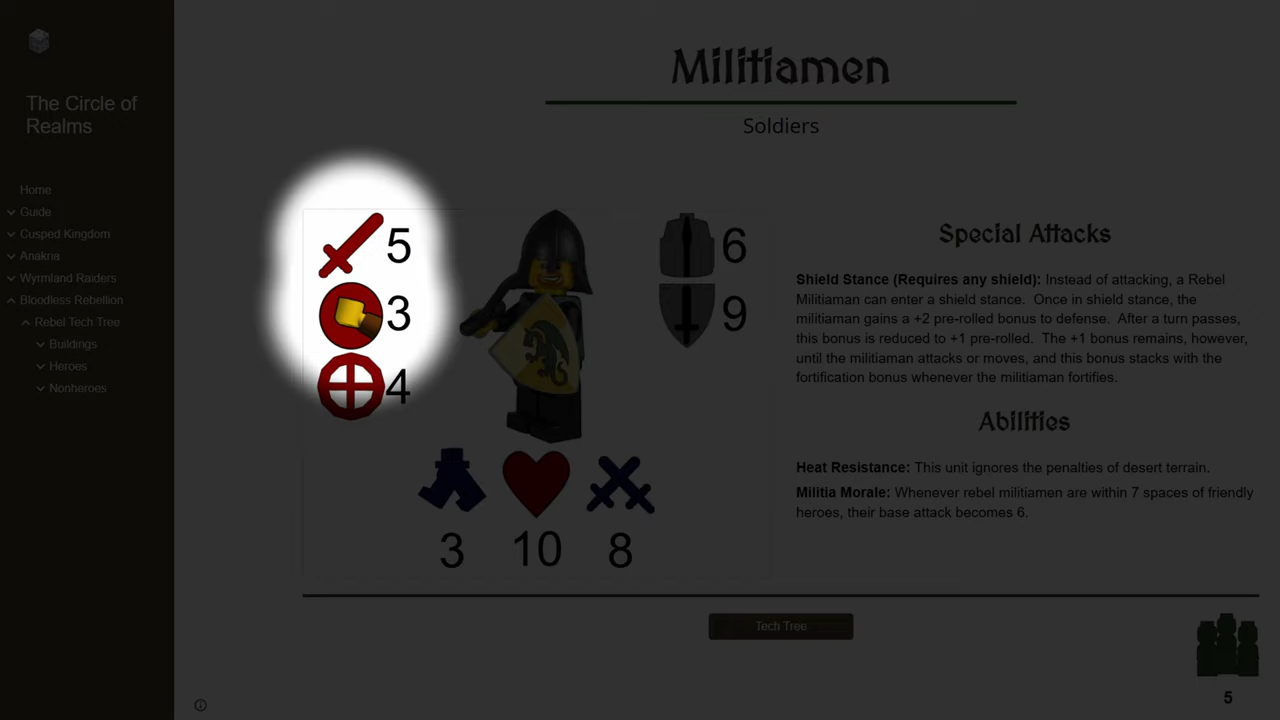 The Circle of
Realms
Home
Guide
Cusped Kingdom
Anakria
Wyrmland Raiders
Bloodless Rebellion
Rebel Tech Tree
Buildings
Heroes
Nonheroes
Militiamen
Soldiers
5
3
4
6
9
3 10 8
Special Attacks
Shield Stance (Requires any shield): Instead of attacking, a Rebel
Militiaman can enter a shield stance. Once in shield stance, the
militiaman gains a +2 pre-rolled bonus to defense. After a turn passes,
this bonus is reduced to +1 pre-rolled. The +1 bonus remains, however,
until the militiaman attacks or moves, and this bonus stacks with the
fortification bonus whenever the militiaman fortifies.
Abilities
Heat Resistance: This unit ignores the penalties of desert terrain.
Militia Morale: Whenever rebel militiamen are within 7 spaces of friendly
heroes, their base attack becomes 6.
Tech Tree
5